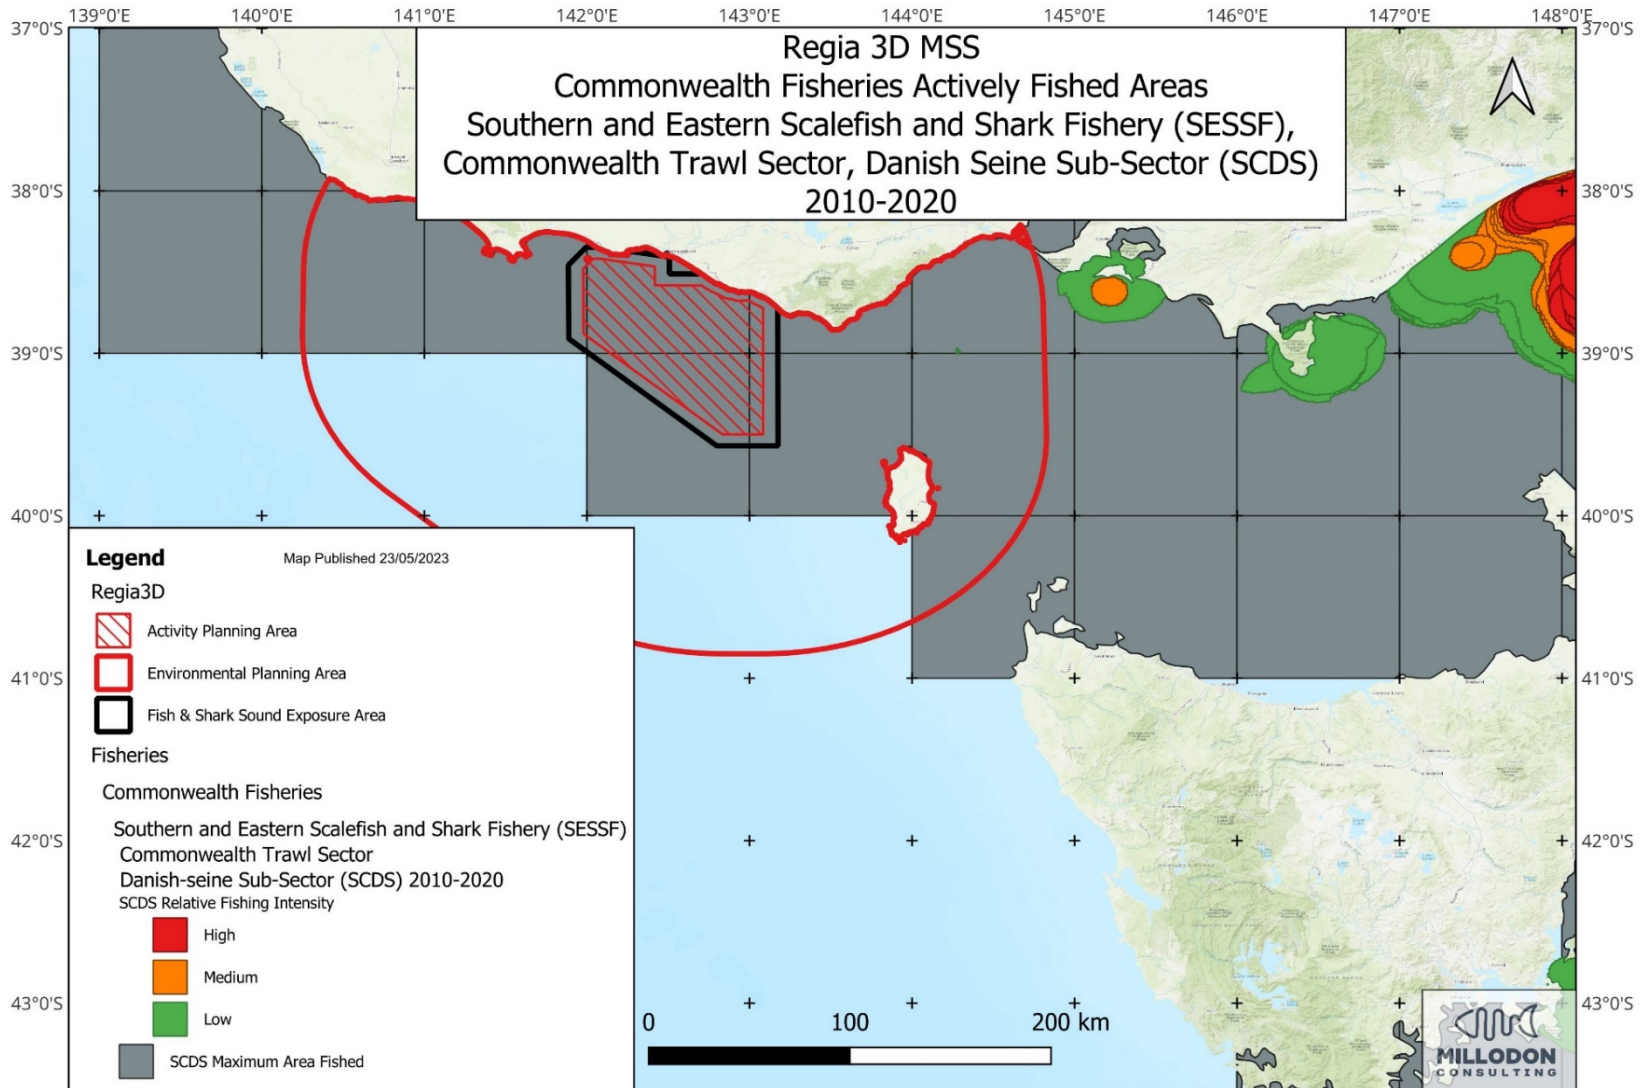 139°0'E 140°0'E 141°0'E 142°0'E 143°0'E 144°0'E 145°0'E 146°0'E 147°0'E 148°0'E
37°0'S 37°0'S
Regia 3D MSS
Commonwealth Fisheries Actively Fished Areas
Southern and Eastern Scalefish and Shark Fishery (SESSF),
Commonwealth Trawl Sector, Danish Seine Sub-Sector (SCDS)
2010-2020
38°0'S 38°0'S
39°0'S 39°0'S
40°0'S 40°0'S
Legend
Map Published 23/05/2023
Regia3D
Activity Planning Area
Environmental Planning Area
41°0'S 41°0'S
Fish & Shark Sound Exposure Area
Fisheries
Commonwealth Fisheries
Southern and Eastern Scalefish and Shark Fishery (SESSF)
42°0'S 42°0'S
Commonwealth Trawl Sector
Danish-seine Sub-Sector (SCDS) 2010-2020
SCDS Relative Fishing Intensity
High
Medium
43°0'S 43°0'S
Low
0 100 200 km
SCDS Maximum Area Fished
MILLODON
CONSULTING